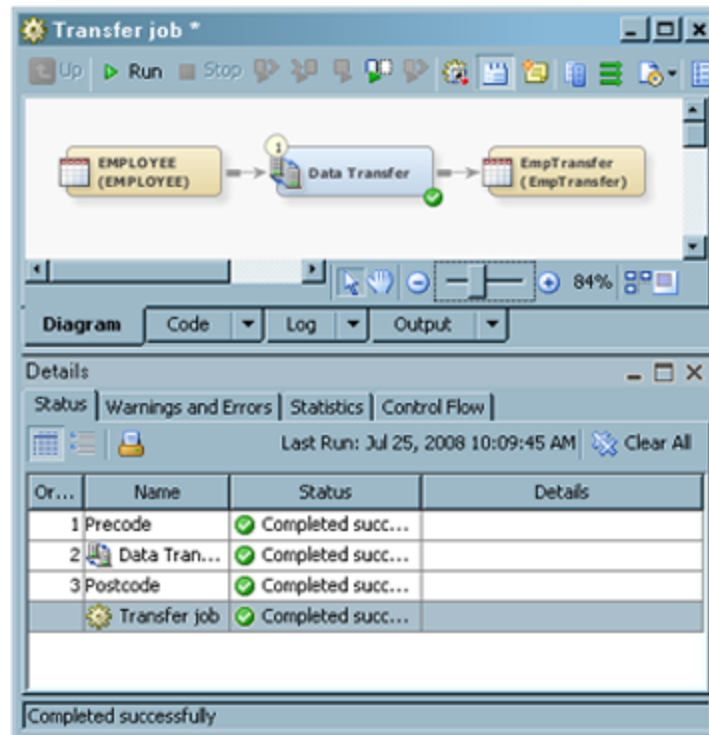 Transfer job *
Up Run Stop
1
EMPLOYEE
(EMPLOYEE)
Data Transfer
EmpTransfer
(EmpTransfer)
84%
Diagram Code Log Output
Details
Status Warnings and Errors Statistics Control Flow
Last Run: Jul 25, 2008 10:09:45 AM Clear All
Or... Name Status Details
1 Precode Completed succ...
2 Data Tran... Completed succ...
3 Postcode Completed succ...
Transfer job Completed succ...
Completed successfully